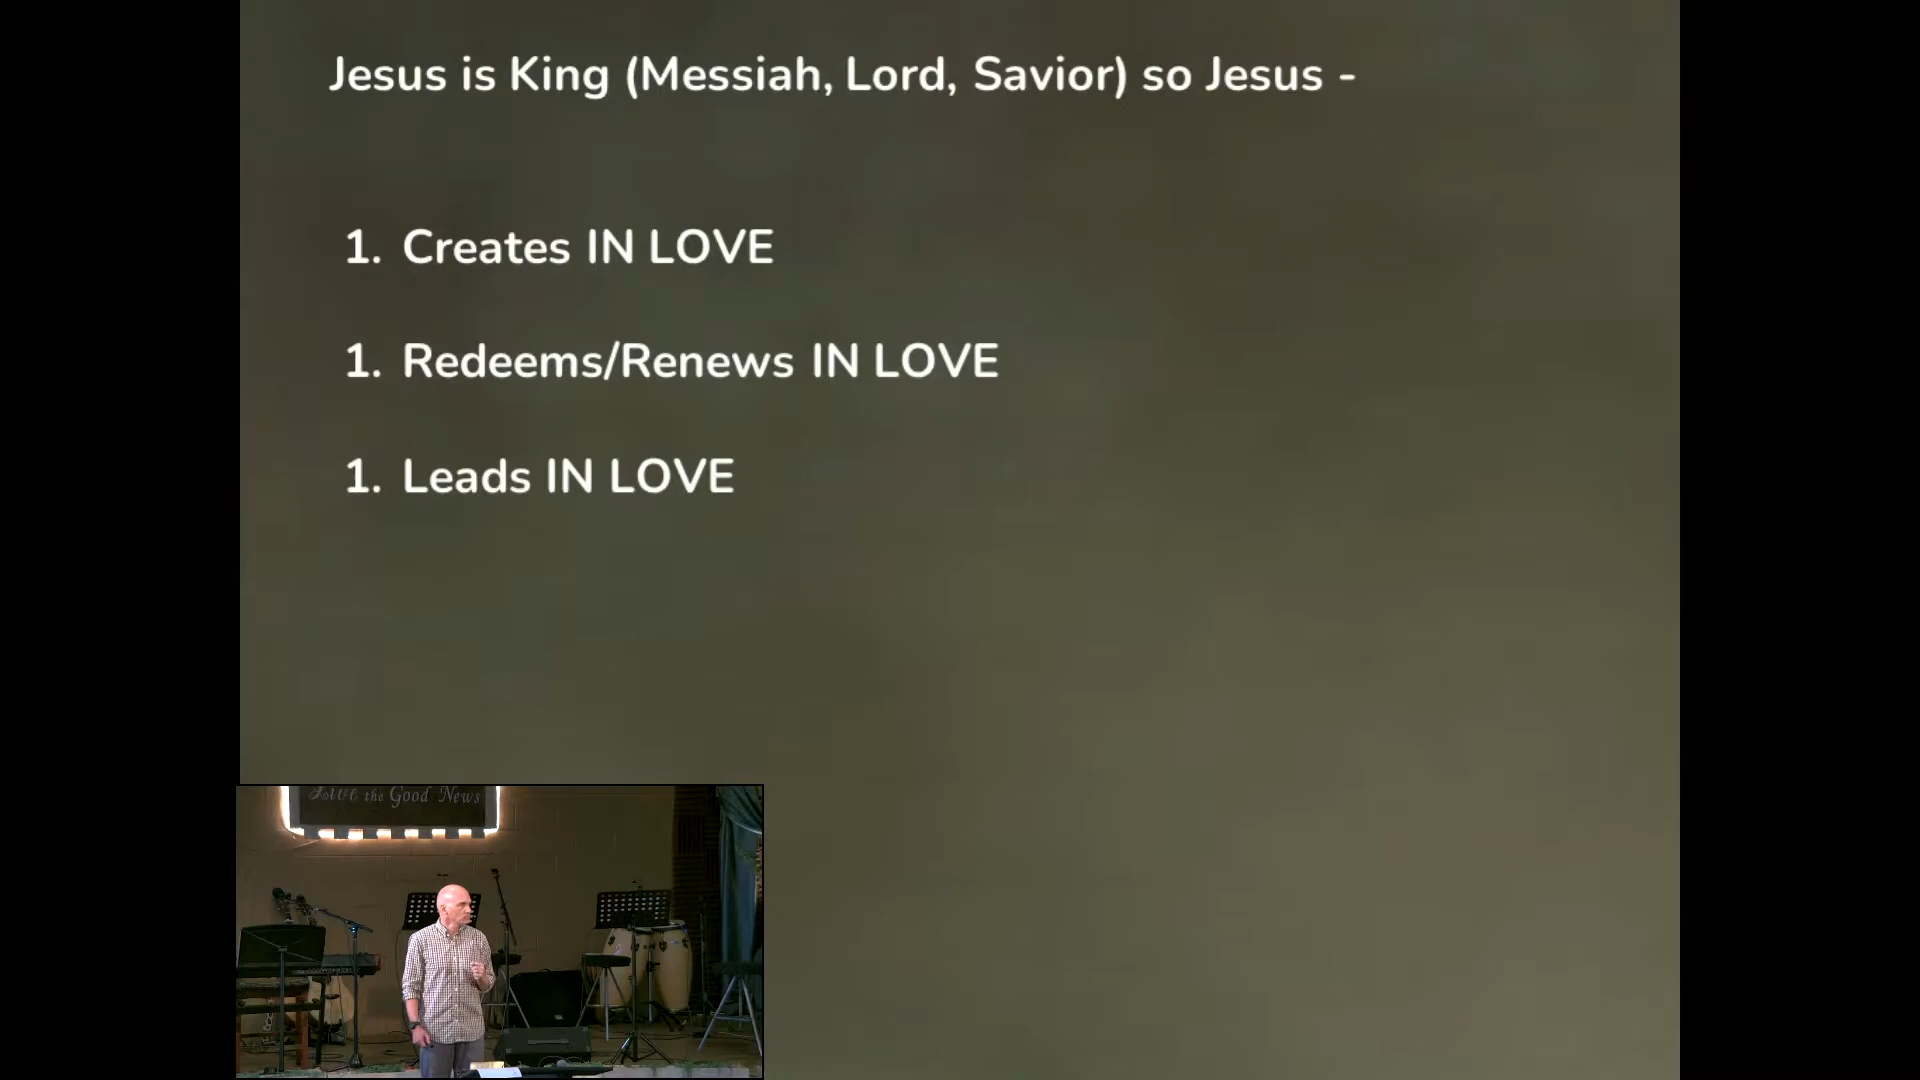 Jesus is King (Messiah, Lord, Savior) so Jesus -
1. Creates IN LOVE
1. Redeems/Renews IN LOVE
1. Leads IN LOVE
Live the Good News